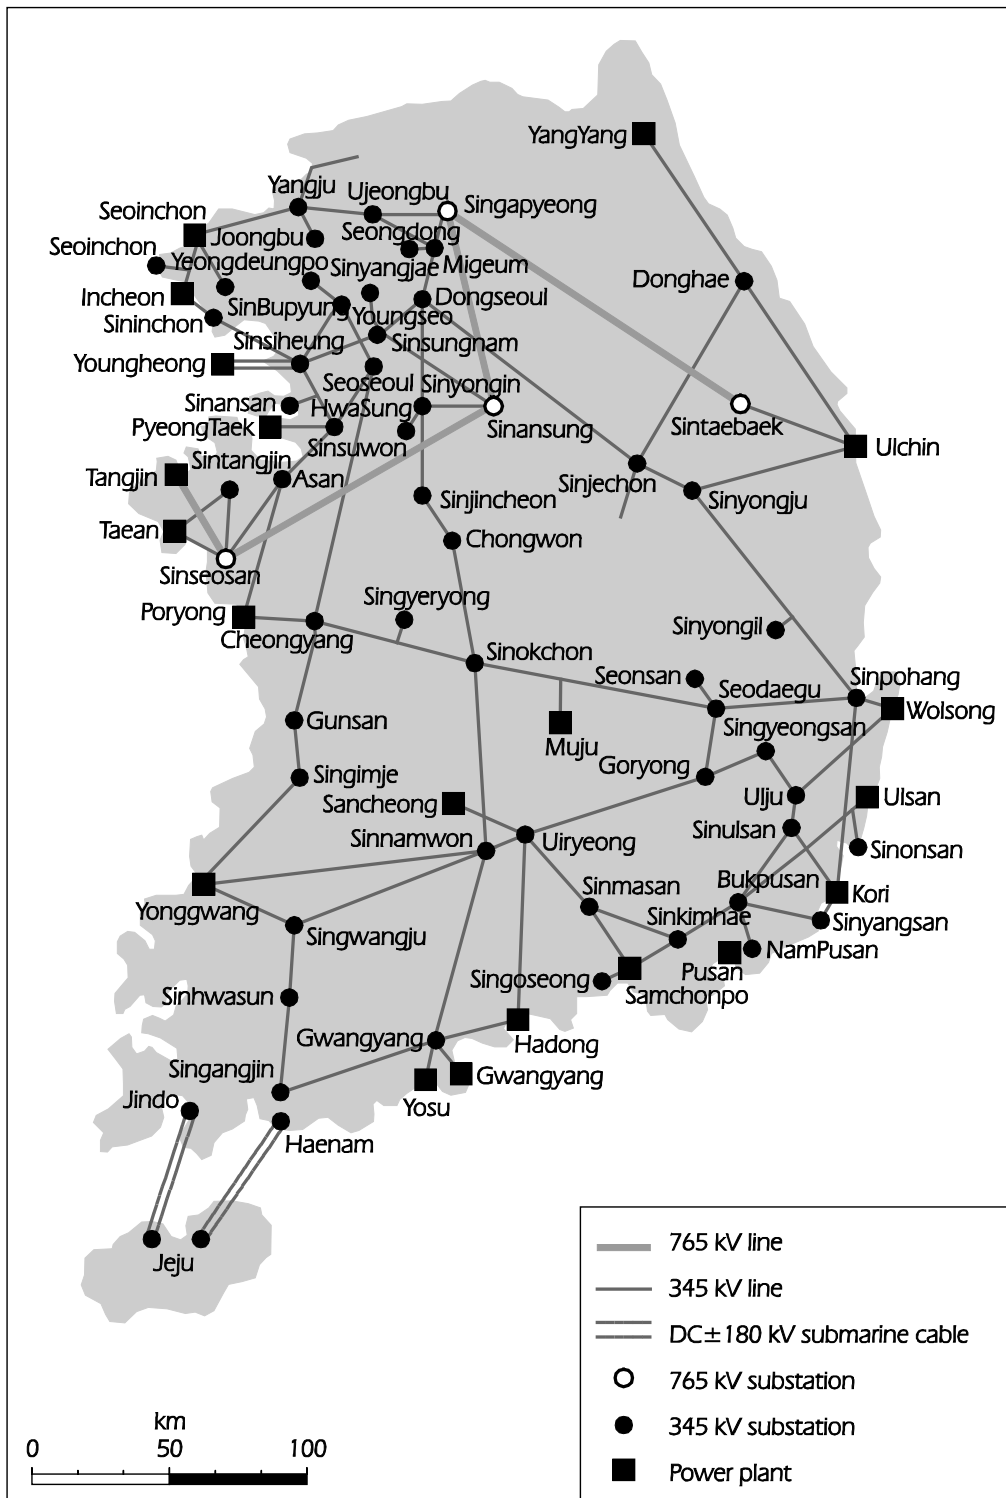 YangYang
Yangju
Ujeongbu
Singapyeong
Seoinchon
Joongbu
Seongdong
Seoinchon
Yeongdeungpo
Sinyangjae
Migeum
Donghae
Incheon
SinBupyung
Dongseoul
Youngseo
Sininchon
Sinsiheung
Sinsungnam
Youngheong
Seoseoul
Sinyongin
Sinansan
HwaSung
Sinansung
Sintaebaek
PyeongTaek
Sinsuwon
Ulchin
Sintangjin
Tangjin
Asan
Sinjechon
Sinjincheon
Sinyongju
Taean
Chongwon
Sinseosan
Singyeryong
Poryong
Cheongyang
Sinyongil
Sinokchon
Seonsan
Seodaegu
Sinpohang
Wolsong
Gunsan
Muju
Singyeongsan
Goryong
Singimje
Sancheong
Ulju
Ulsan
Sinnamwon
Uiryeong
Sinulsan
Sinonsan
Yonggwang
Sinmasan
Bukpusan
Kori
Singwangju
Sinkimhae
Sinyangsan
NamPusan
Pusan
Singoseong
Samchonpo
Sinhwasun
Gwangyang
Hadong
Singangjin
Gwangyang
Yosu
Jindo
Haenam
Jeju
765 kV line
345 kV line
DC±180 kV submarine cable
765 kV substation
345 kV substation
Power plant
km
0 50 100